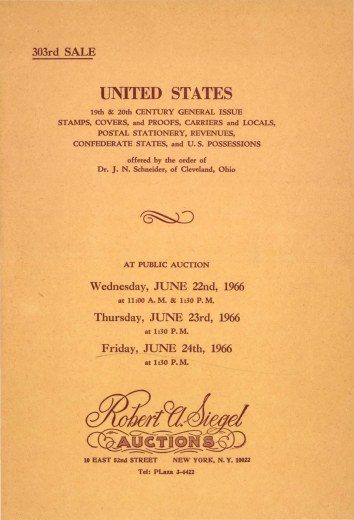 303rd SALE
UNITED STATES
19th & 20th CENTURY GENERAL ISSUE
STAMPS, COVERS, and PROOFS, CARRIERS and LOCALS,
POSTAL STATIONERY, REVENUES,
CONFEDERATE STATES, and U. S. POSSESSIONS
offered by the order of
Dr. J. N. Schneider, of Cleveland, Ohio
AT PUBLIC AUCTION
Wednesday, JUNE 22nd, 1966
at 11:00 A. M. & 1:30 P. M.
Thursday, JUNE 23rd, 1966
at 1:30 P. M.
Friday, JUNE 24th, 1966
at 1:30 P. M.
Robert A. Siegel
AUCTIONS
10 EAST 52nd STREET NEW YORK, N. Y. 10022
Tel: PLaza 3-6422